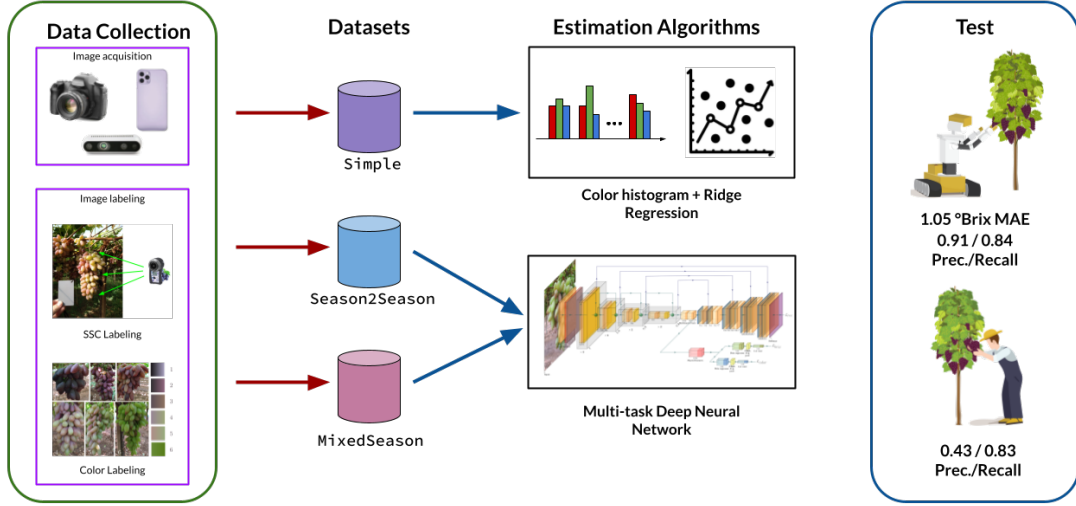 Data Collection
Image acquisition
Image labeling
SSC Labeling
1
2
3
4
5
6
Color Labeling
Datasets
Simple
Season2Season
MixedSeason
Estimation Algorithms
...
Color histogram + Ridge
Regression
Multi-task Deep Neural
Network
Test
1.05 °Brix MAE
0.91 / 0.84
Prec./Recall
0.43 / 0.83
Prec./Recall